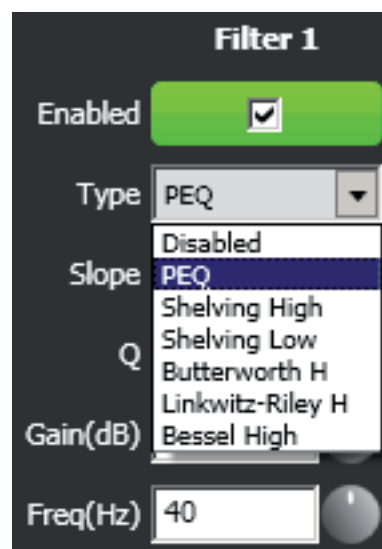 Filter 1
Enabled
Type PEQ
Disabled
Slope PEQ
Shelving High
Shelving Low
Q
Butterworth H
Linkwitz-Riley H
Gain(dB) Bessel High
Freq(Hz) 40